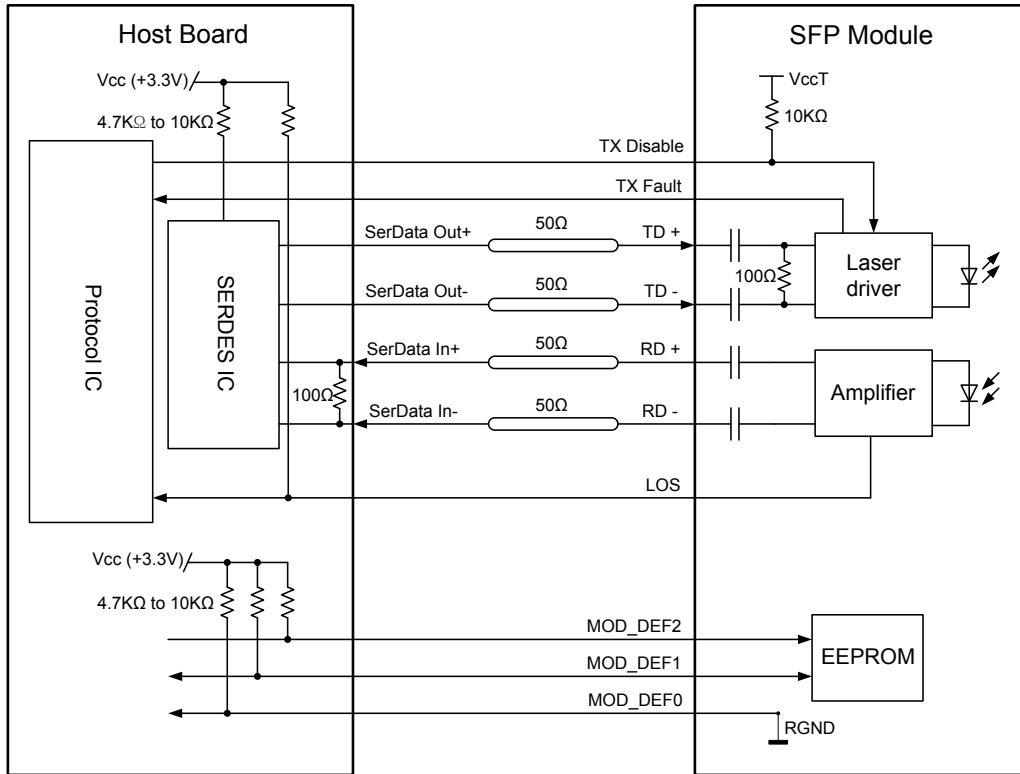 Host Board
SFP Module
Vcc (+3.3V)
4.7KΩ to 10KΩ
VccT
10KΩ
TX Disable
TX Fault
Protocol IC
SERDES IC
SerData Out+
50Ω
TD +
SerData Out-
50Ω
TD -
100Ω
Laser
driver
SerData In+
50Ω
RD +
100Ω
SerData In-
50Ω
RD -
Amplifier
LOS
Vcc (+3.3V)
4.7KΩ to 10KΩ
MOD_DEF2
MOD_DEF1
MOD_DEF0
EEPROM
RGND